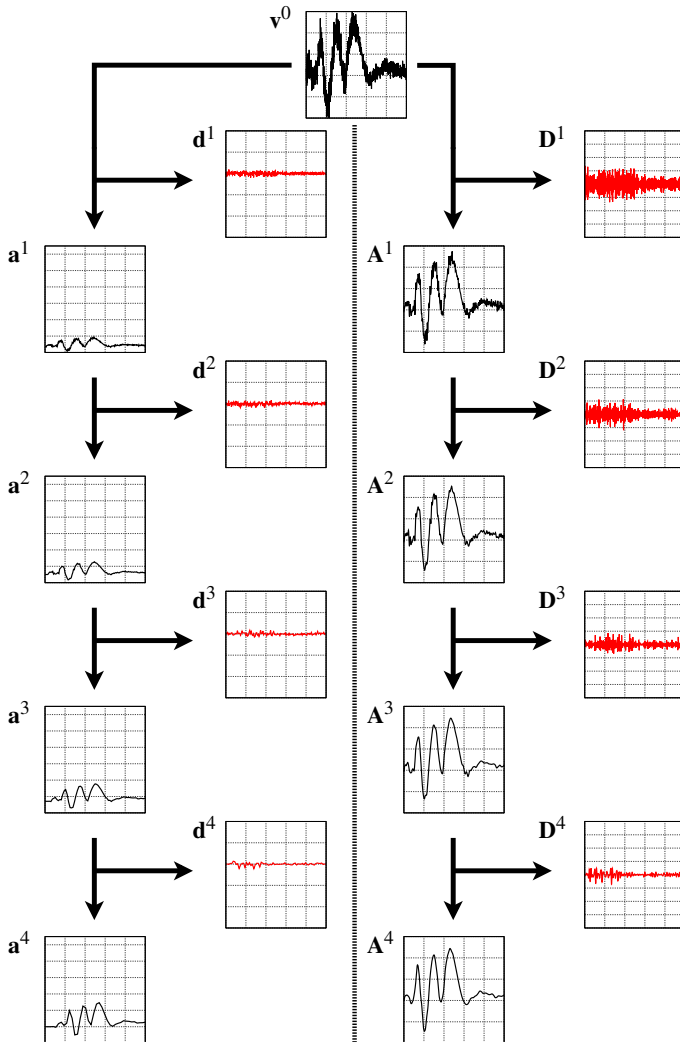 v⁰
d¹ D¹
a¹ A¹
d² D²
a² A²
d³ D³
a³ A³
d⁴ D⁴
a⁴ A⁴